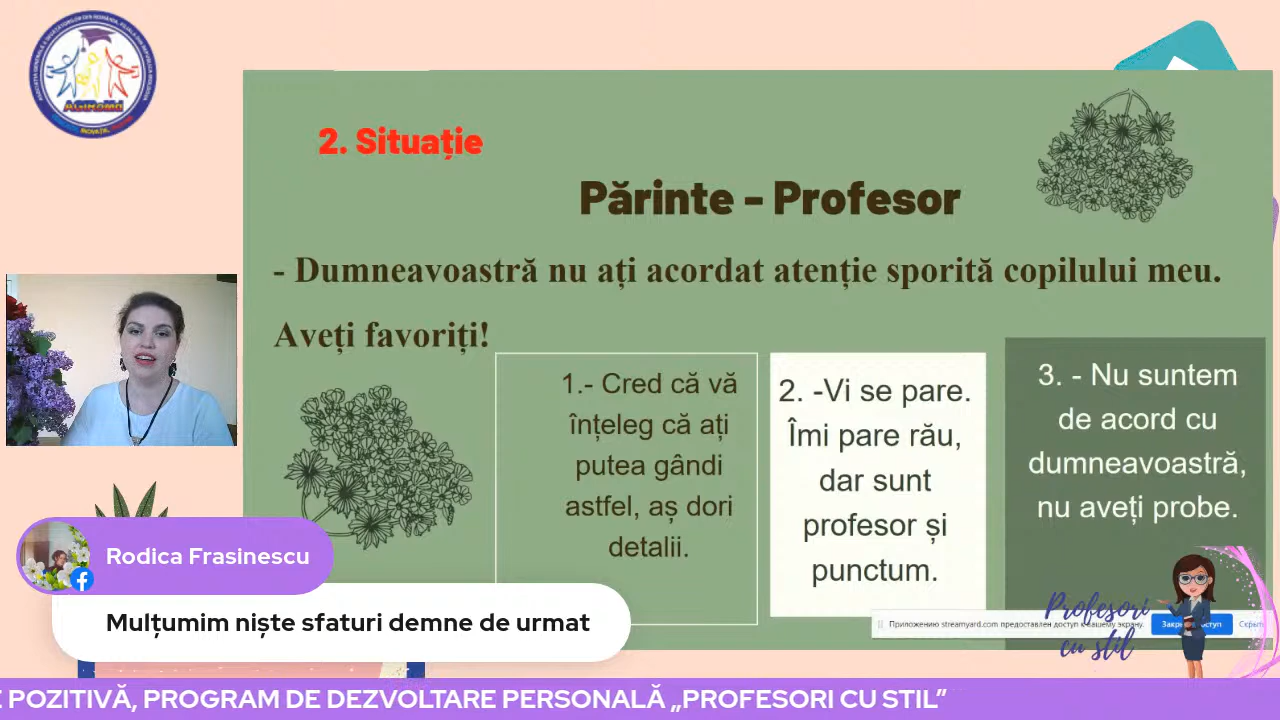 AGIRoMd
2. Situație
Părinte - Profesor
- Dumneavoastră nu ați acordat atenție sporită copilului meu.
Aveți favoriți!
1.- Cred că vă
înțeleg că ați
putea gândi
astfel, aș dori
detalii.
2. -Vi se pare.
Îmi pare rău,
dar sunt
profesor și
punctum.
3. - Nu suntem
de acord cu
dumneavoastră,
nu aveți probe.
Rodica Frasinescu
Mulțumim niște sfaturi demne de urmat
Profesori
cu stil
Приложению streamyard.com предоставлен доступ к вашему экрану.
E POZITIVĂ, PROGRAM DE DEZVOLTARE PERSONALĂ „PROFESORI CU STIL”